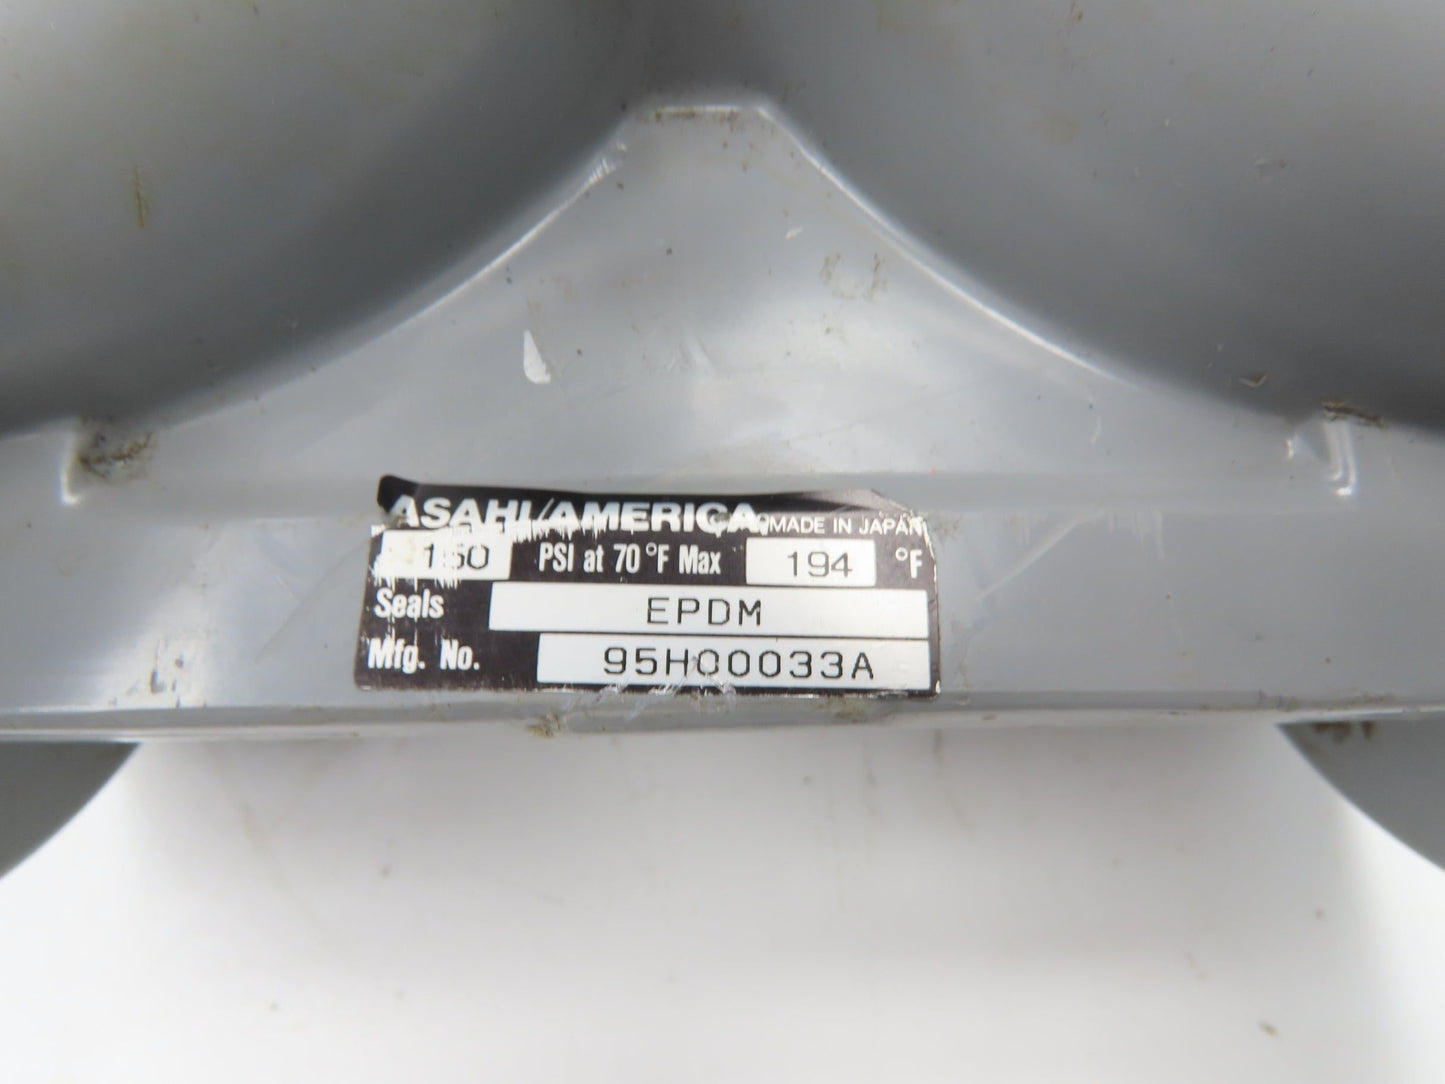 ASAHI/AMERICA MADE IN JAPAN
150 PSI at 70 °F Max 194 °F
Seals EPDM
Mfg. No. 95H00033A